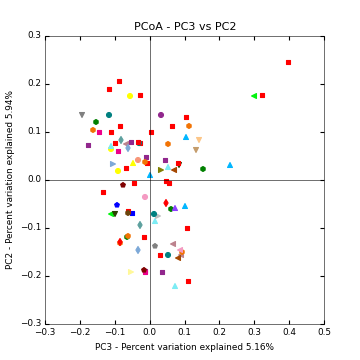 PCoA - PC3 vs PC2
0.3
0.2
0.1
0.0
−0.1
−0.2
−0.3
PC2 - Percent variation explained 5.94%
−0.3 −0.2 −0.1 0.0 0.1 0.2 0.3 0.4 0.5
PC3 - Percent variation explained 5.16%